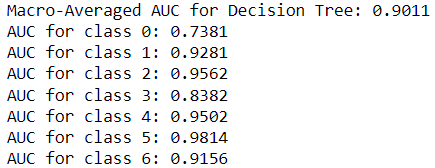 Macro-Averaged AUC for Decision Tree: 0.9011
AUC for class 0: 0.7381
AUC for class 1: 0.9281
AUC for class 2: 0.9562
AUC for class 3: 0.8382
AUC for class 4: 0.9502
AUC for class 5: 0.9814
AUC for class 6: 0.9156